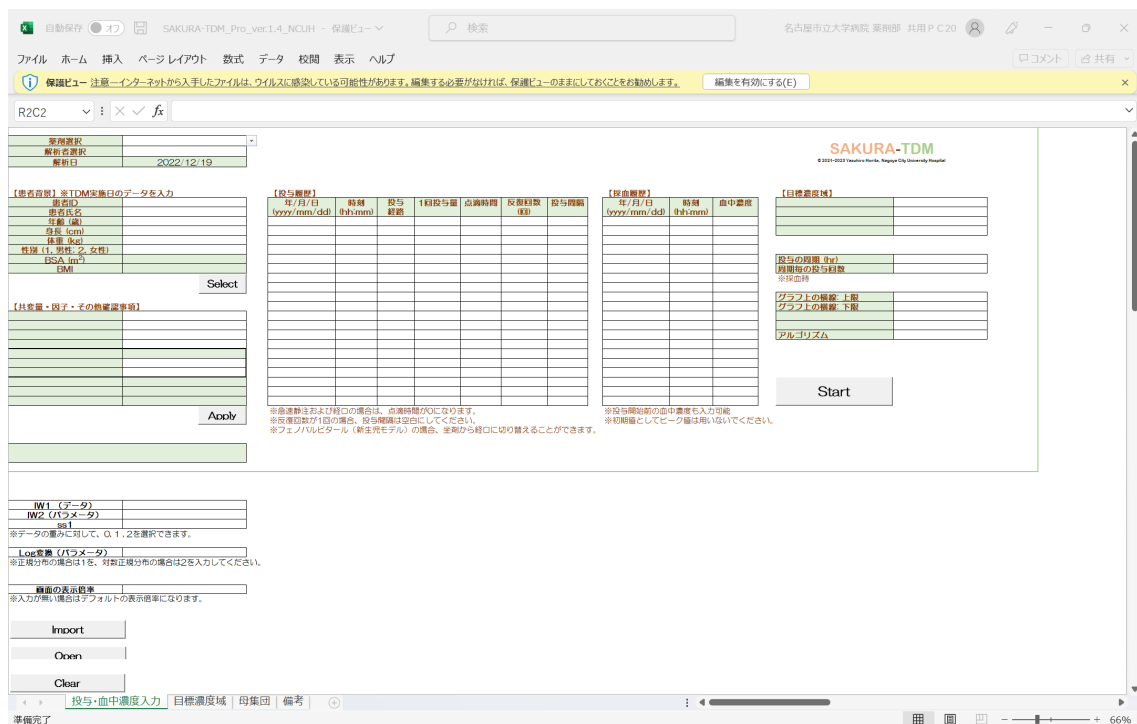 自動保存 オフ SAKURA-TDM_Pro_ver.1.4_NCUH - 保護ビュー 検索 名古屋市立大学病院 薬剤部 共用PC20
ファイル ホーム 挿入 ページ レイアウト 数式 データ 校閲 表示 ヘルプ コメント 共有
保護ビュー 注意—インターネットから入手したファイルは、ウイルスに感染している可能性があります。編集する必要がなければ、保護ビューのままにしておくことをお勧めします。 編集を有効にする(E)
R2C2 fx
薬剤選択
解析者選択
解析日 2022/12/19
SAKURA-TDM
© 2021-2023 Yasuhiro Horita, Nagoya City University Hospital
【患者背景】※TDM実施日のデータを入力
患者ID
患者氏名
年齢 (歳)
身長 (cm)
体重 (kg)
性別 (1, 男性; 2, 女性)
BSA (m²)
BMI
Select
【共変量・因子・その他確認事項】
Apply
【投与履歴】
年/月/日 (yyyy/mm/dd) 時刻 (hh:mm) 投与経路 1回投与量 点滴時間 反復回数 (回) 投与間隔
※急速静注および経口の場合は、点滴時間が0になります。
※反復回数が1回の場合、投与間隔は空白にしてください。
※フェノバルビタール（新生児モデル）の場合、坐剤から経口に切り替えることができます。
【採血履歴】
年/月/日 (yyyy/mm/dd) 時刻 (hh:mm) 血中濃度
※投与開始前の血中濃度も入力可能
※初期値としてピーク値は用いないでください。
【目標濃度域】
投与の周期 (hr)
周期毎の投与回数
※採血時
グラフ上の横線: 上限
グラフ上の横線: 下限
アルゴリズム
Start
IW1 (データ)
IW2 (パラメータ)
ss1
※データの重みに対して、0, 1, 2を選択できます。
Log変換 (パラメータ)
※正規分布の場合は1を、対数正規分布の場合は2を入力してください。
画面の表示倍率
※入力が無い場合はデフォルトの表示倍率になります。
Import
Open
Clear
投与・血中濃度入力 目標濃度域 母集団 備考
準備完了 66%